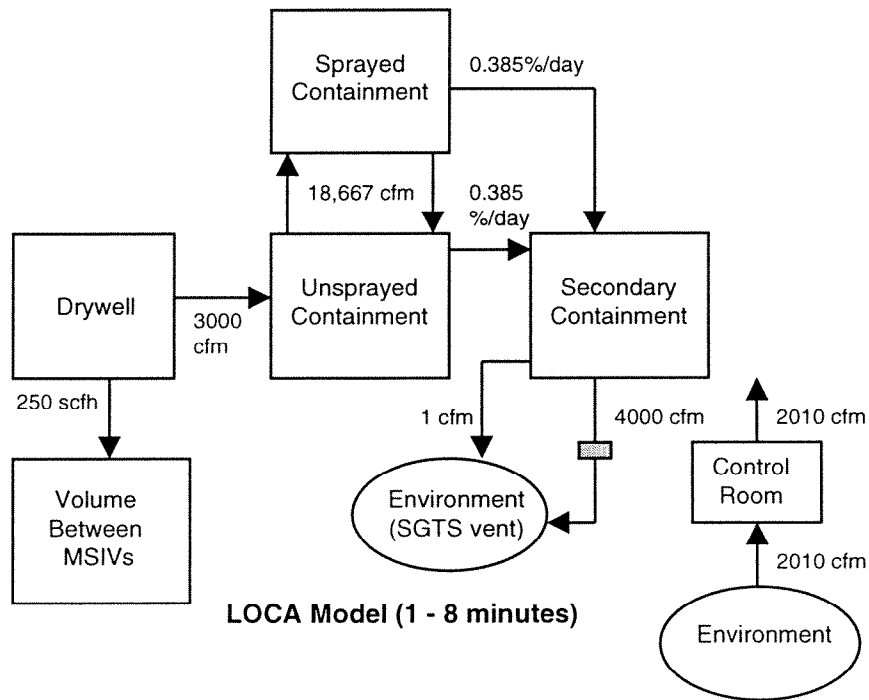 Sprayed
Containment
0.385%/day
18,667 cfm
0.385
%/day
Drywell
3000
cfm
Unsprayed
Containment
Secondary
Containment
250 scfh
1 cfm
4000 cfm
2010 cfm
Volume
Between
MSIVs
Environment
(SGTS vent)
Control
Room
2010 cfm
LOCA Model (1 - 8 minutes)
Environment